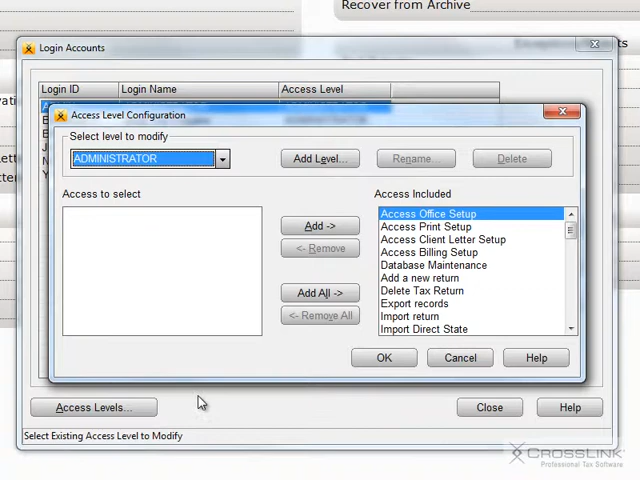 Recover from Archive
Login Accounts
Login ID
Login Name
Access Level
Access Level Configuration
Select level to modify
ADMINISTRATOR
Add Level...
Rename...
Delete
Access to select
Access Included
Add ->
<- Remove
Add All ->
<- Remove All
Access Office Setup
Access Print Setup
Access Client Letter Setup
Access Billing Setup
Database Maintenance
Add a new return
Delete Tax Return
Export records
Import return
Import Direct State
OK
Cancel
Help
Access Levels...
Close
Help
Select Existing Access Level to Modify
CROSSLINK
Professional Tax Software